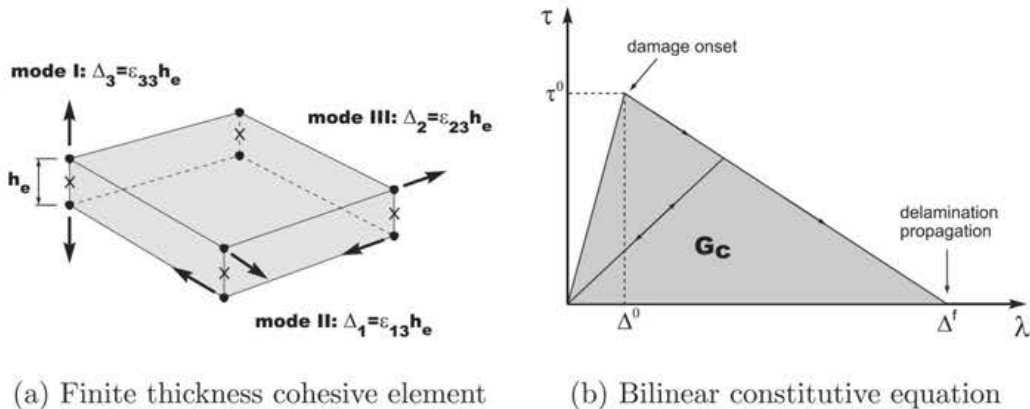 mode I: Δ₃=ε₃₃hₑ
mode III: Δ₂=ε₂₃hₑ
hₑ
mode II: Δ₁=ε₁₃hₑ
(a) Finite thickness cohesive element
τ
damage onset
τ⁰
delamination
propagation
Gc
Δ⁰
Δᶠ
λ
(b) Bilinear constitutive equation